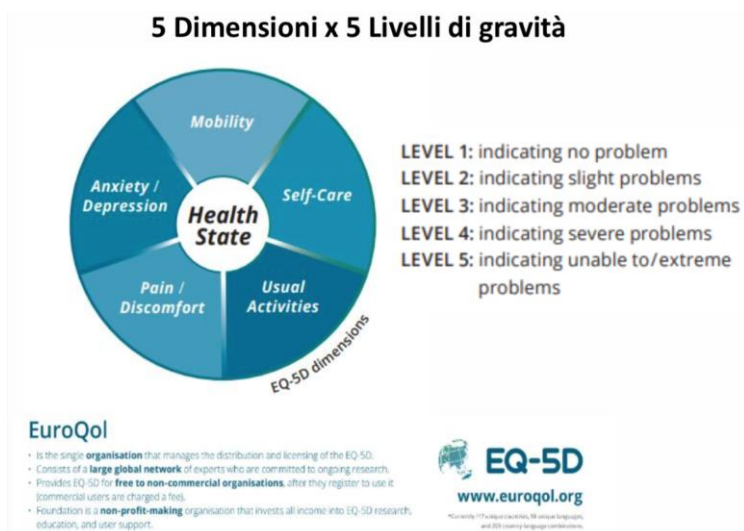 5 Dimensioni x 5 Livelli di gravità
Mobility
Anxiety /
Depression
Self-Care
Health
State
Pain /
Discomfort
Usual
Activities
EQ-5D dimensions
LEVEL 1: indicating no problem
LEVEL 2: indicating slight problems
LEVEL 3: indicating moderate problems
LEVEL 4: indicating severe problems
LEVEL 5: indicating unable to/extreme
problems
EuroQol
• Is the single organisation that manages the distribution and licensing of the EQ-5D.
• Consists of a large global network of experts who are committed to ongoing research.
• Provides EQ-5D for free to non-commercial organisations, after they register to use it
(commercial users are charged a fee).
• Foundation is a non-profit-making organisation that invests all income into EQ-5D research,
education, and user support.
EQ-5D
www.euroqol.org